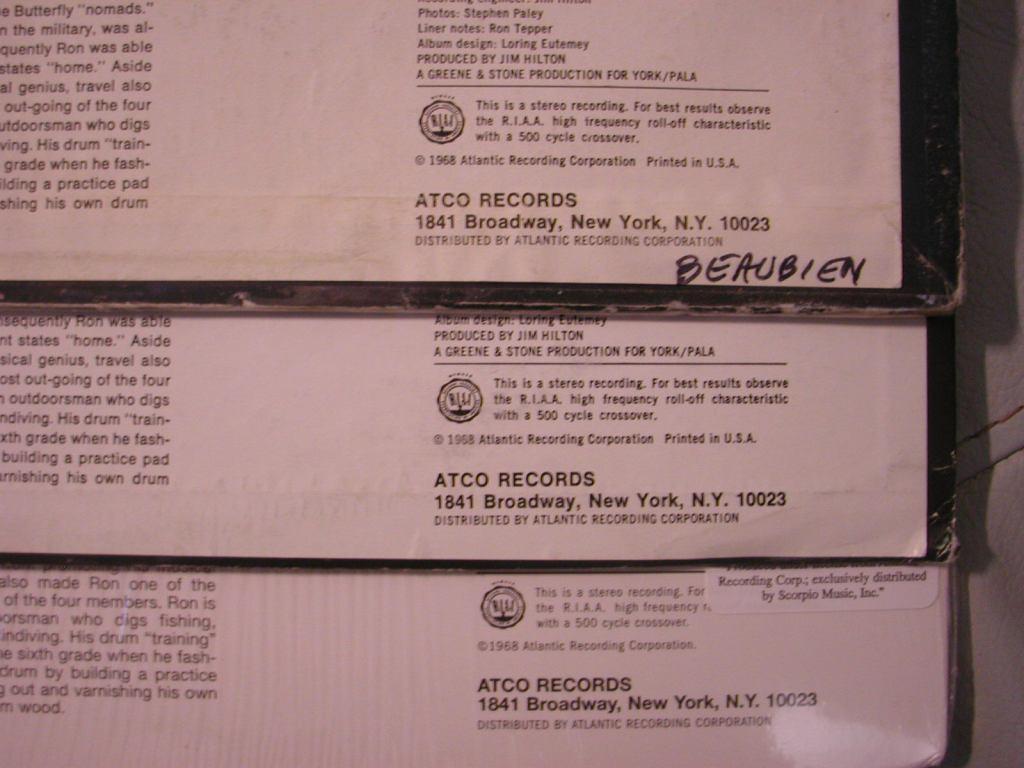 e Butterfly "nomads."
n the military, was al-
quently Ron was able
states "home." Aside
al genius, travel also
out-going of the four
utdoorsman who digs
ving. His drum "train-
grade when he fash-
ilding a practice pad
shing his own drum
Photos: Stephen Paley
Liner notes: Ron Tepper
Album design: Loring Eutemey
PRODUCED BY JIM HILTON
A GREENE & STONE PRODUCTION FOR YORK/PALA
This is a stereo recording. For best results observe
the R.I.A.A. high frequency roll-off characteristic
with a 500 cycle crossover.
© 1968 Atlantic Recording Corporation Printed in U.S.A.
ATCO RECORDS
1841 Broadway, New York, N.Y. 10023
DISTRIBUTED BY ATLANTIC RECORDING CORPORATION
BEAUBIEN
nsequently Ron was able
nt states "home." Aside
sical genius, travel also
ost out-going of the four
n outdoorsman who digs
ndiving. His drum "train-
xth grade when he fash-
building a practice pad
arnishing his own drum
Album design: Loring Eutemey
PRODUCED BY JIM HILTON
A GREENE & STONE PRODUCTION FOR YORK/PALA
RIAA
This is a stereo recording. For best results observe
the R.I.A.A. high frequency roll-off characteristic
with a 500 cycle crossover.
© 1968 Atlantic Recording Corporation Printed in U.S.A.
ATCO RECORDS
1841 Broadway, New York, N.Y. 10023
DISTRIBUTED BY ATLANTIC RECORDING CORPORATION
also made Ron one of the
of the four members. Ron is
orsman who digs fishing,
indiving. His drum "training"
e sixth grade when he fash-
drum by building a practice
g out and varnishing his own
m wood.
This is a stereo recording. For
the R.I.A.A. high frequency r
with a 500 cycle crossover.
©1968 Atlantic Recording Corporation.
Recording Corp.; exclusively distributed
by Scorpio Music, Inc."
ATCO RECORDS
1841 Broadway, New York, N.Y. 10023
DISTRIBUTED BY ATLANTIC RECORDING CORPORATION